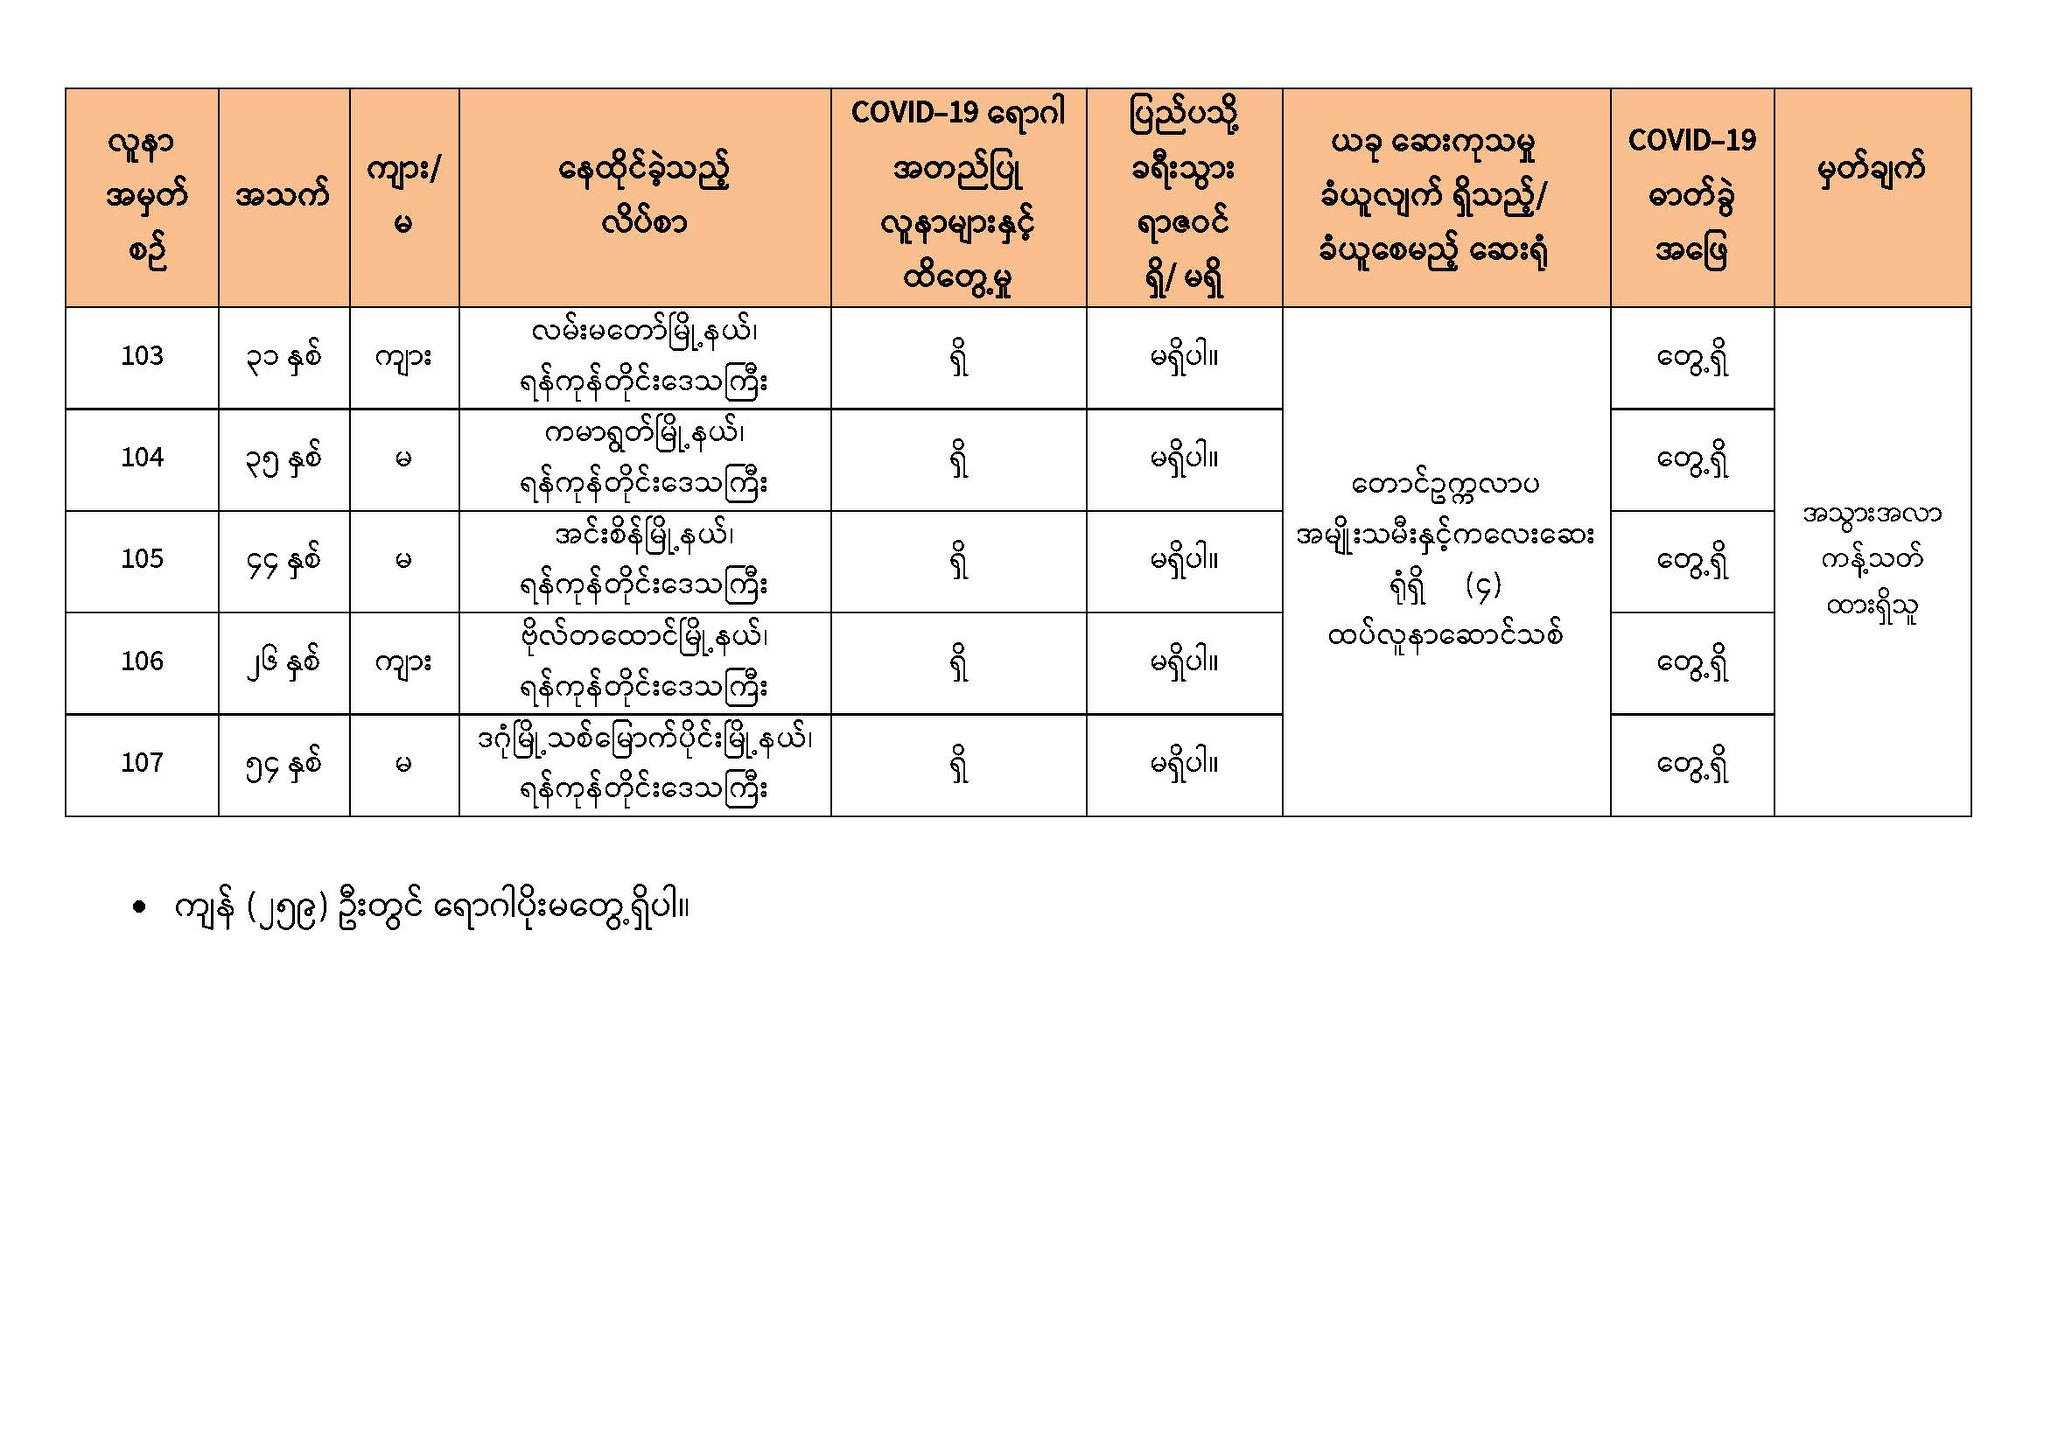 လူနာ
အမှတ်
စဉ်
အသက်
ကျား/
မ
နေထိုင်ခဲ့သည့်
လိပ်စာ
COVID–19 ရောဂါ
အတည်ပြု
လူနာများနှင့်
ထိတွေ့မှု
ပြည်ပသို့
ခရီးသွား
ရာဇဝင်
ရှိ/ မရှိ
ယခု ဆေးကုသမှု
ခံယူလျက် ရှိသည့်/
ခံယူစေမည့် ဆေးရုံ
COVID–19
ဓာတ်ခွဲ
အဖြေ
မှတ်ချက်
103
၃၁ နှစ်
ကျား
လမ်းမတော်မြို့နယ်၊
ရန်ကုန်တိုင်းဒေသကြီး
ရှိ
မရှိပါ။
တွေ့ရှိ
104
၃၅ နှစ်
မ
ကမာရွတ်မြို့နယ်၊
ရန်ကုန်တိုင်းဒေသကြီး
ရှိ
မရှိပါ။
တွေ့ရှိ
105
၄၄ နှစ်
မ
အင်းစိန်မြို့နယ်၊
ရန်ကုန်တိုင်းဒေသကြီး
ရှိ
မရှိပါ။
တွေ့ရှိ
106
၂၆ နှစ်
ကျား
ဗိုလ်တထောင်မြို့နယ်၊
ရန်ကုန်တိုင်းဒေသကြီး
ရှိ
မရှိပါ။
တွေ့ရှိ
107
၅၄ နှစ်
မ
ဒဂုံမြို့သစ်မြောက်ပိုင်းမြို့နယ်၊
ရန်ကုန်တိုင်းဒေသကြီး
ရှိ
မရှိပါ။
တွေ့ရှိ
တောင်ဥက္ကလာပ
အမျိုးသမီးနှင့်ကလေးဆေး
ရုံရှိ (၄)
ထပ်လူနာဆောင်သစ်
အသွားအလာ
ကန့်သတ်
ထားရှိသူ
• ကျန် (၂၅၉) ဦးတွင် ရောဂါပိုးမတွေ့ရှိပါ။